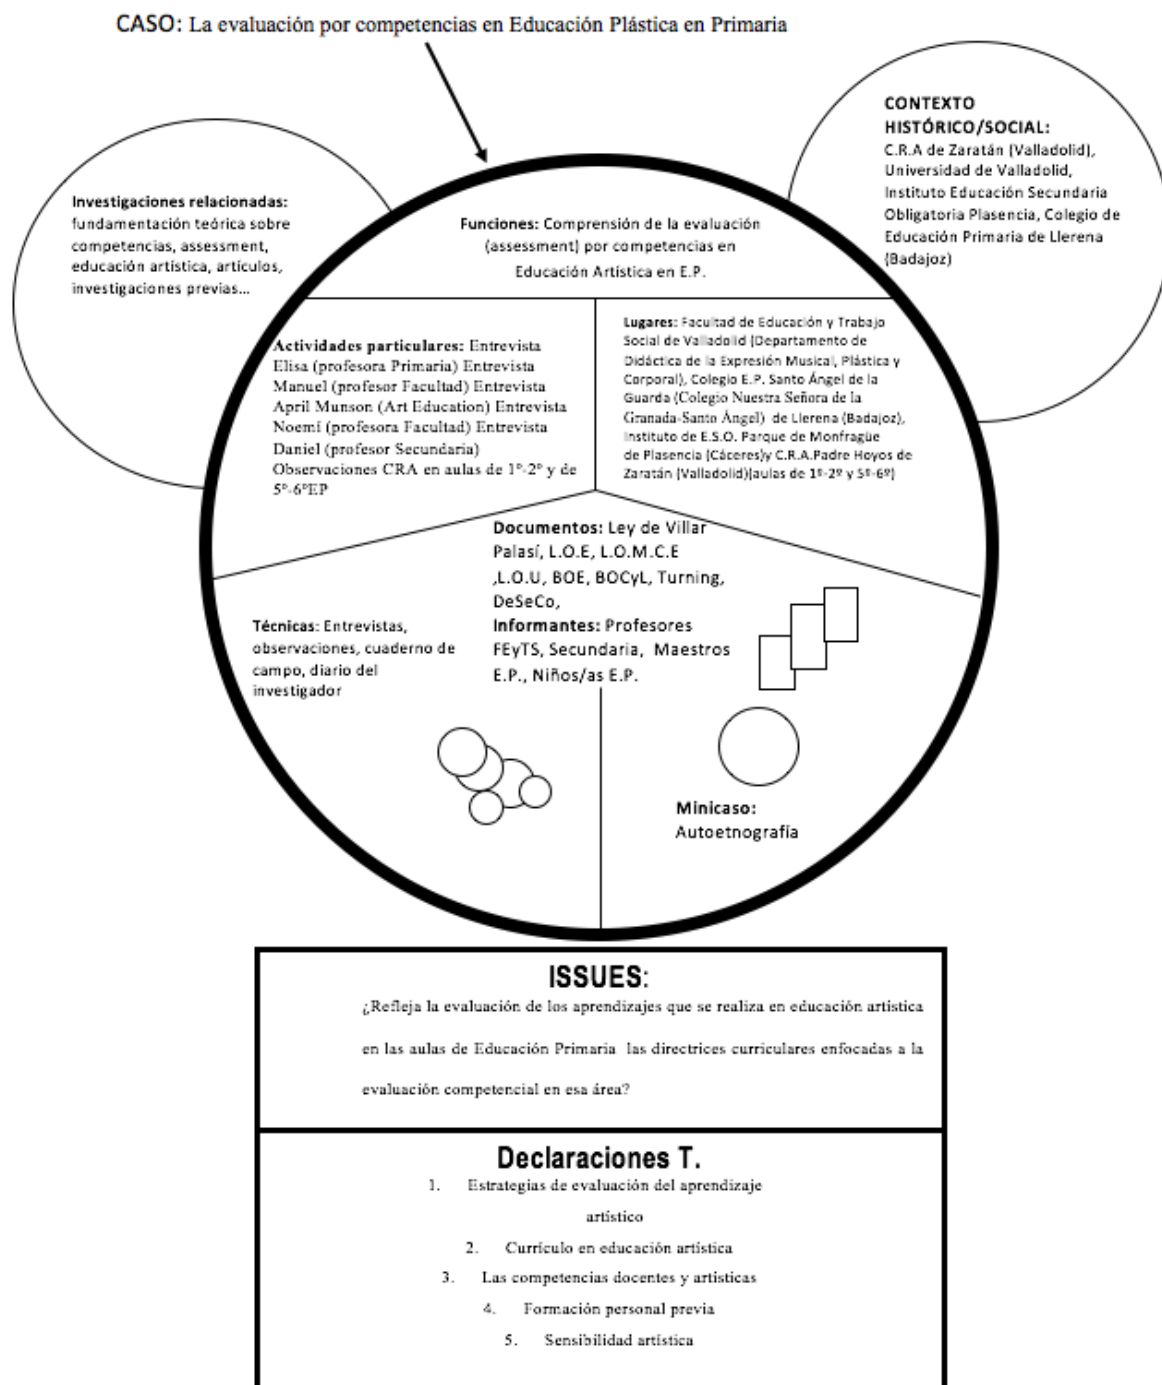 CASO: La evaluación por competencias en Educación Plástica en Primaria
CONTEXTO
HISTÓRICO/SOCIAL:
C.R.A de Zaratán (Valladolid),
Universidad de Valladolid,
Instituto Educación Secundaria
Obligatoria Plasencia, Colegio de
Educación Primaria de Llerena
(Badajoz)
Investigaciones relacionadas:
fundamentación teórica sobre
competencias, assessment,
educación artística, artículos,
investigaciones previas...
Funciones: Comprensión de la evaluación
(assessment) por competencias en
Educación Artística en E.P.
Actividades particulares: Entrevista
Elisa (profesora Primaria) Entrevista
Manuel (profesor Facultad) Entrevista
April Munson (Art Education) Entrevista
Noemí (profesora Facultad) Entrevista
Daniel (profesor Secundaria)
Observaciones CRA en aulas de 1º-2º y de
5º-6ºEP
Lugares: Facultad de Educación y Trabajo
Social de Valladolid (Departamento de
Didáctica de la Expresión Musical, Plástica y
Corporal), Colegio E.P. Santo Ángel de la
Guarda (Colegio Nuestra Señora de la
Granada-Santo Ángel) de Llerena (Badajoz),
Instituto de E.S.O. Parque de Monfragüe
de Plasencia (Cáceres)y C.R.A.Padre Hoyos de
Zaratán (Valladolid)(aulas de 1º-2º y 5º-6º)
Documentos: Ley de Villar
Palasí, L.O.E, L.O.M.C.E
,L.O.U, BOE, BOCyL, Turning,
DeSeCo,
Informantes: Profesores
FEyTS, Secundaria, Maestros
E.P., Niños/as E.P.
Técnicas: Entrevistas,
observaciones, cuaderno de
campo, diario del
investigador
Minicaso:
Autoetnografía
ISSUES:
¿Refleja la evaluación de los aprendizajes que se realiza en educación artística
en las aulas de Educación Primaria las directrices curriculares enfocadas a la
evaluación competencial en esa área?
Declaraciones T.
1. Estrategias de evaluación del aprendizaje
artístico
2. Currículo en educación artística
3. Las competencias docentes y artísticas
4. Formación personal previa
5. Sensibilidad artística